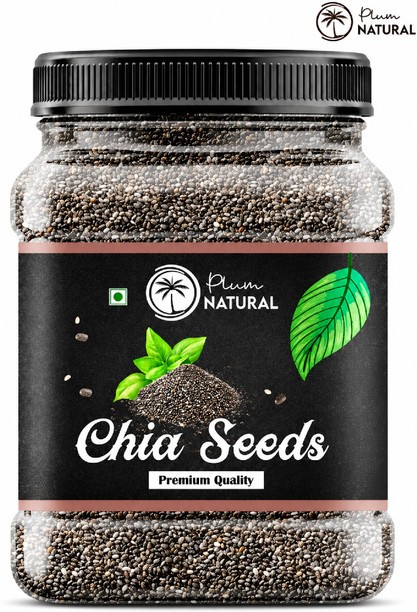 Plum
NATURAL
Plum
NATURAL
Chia Seeds
Premium Quality